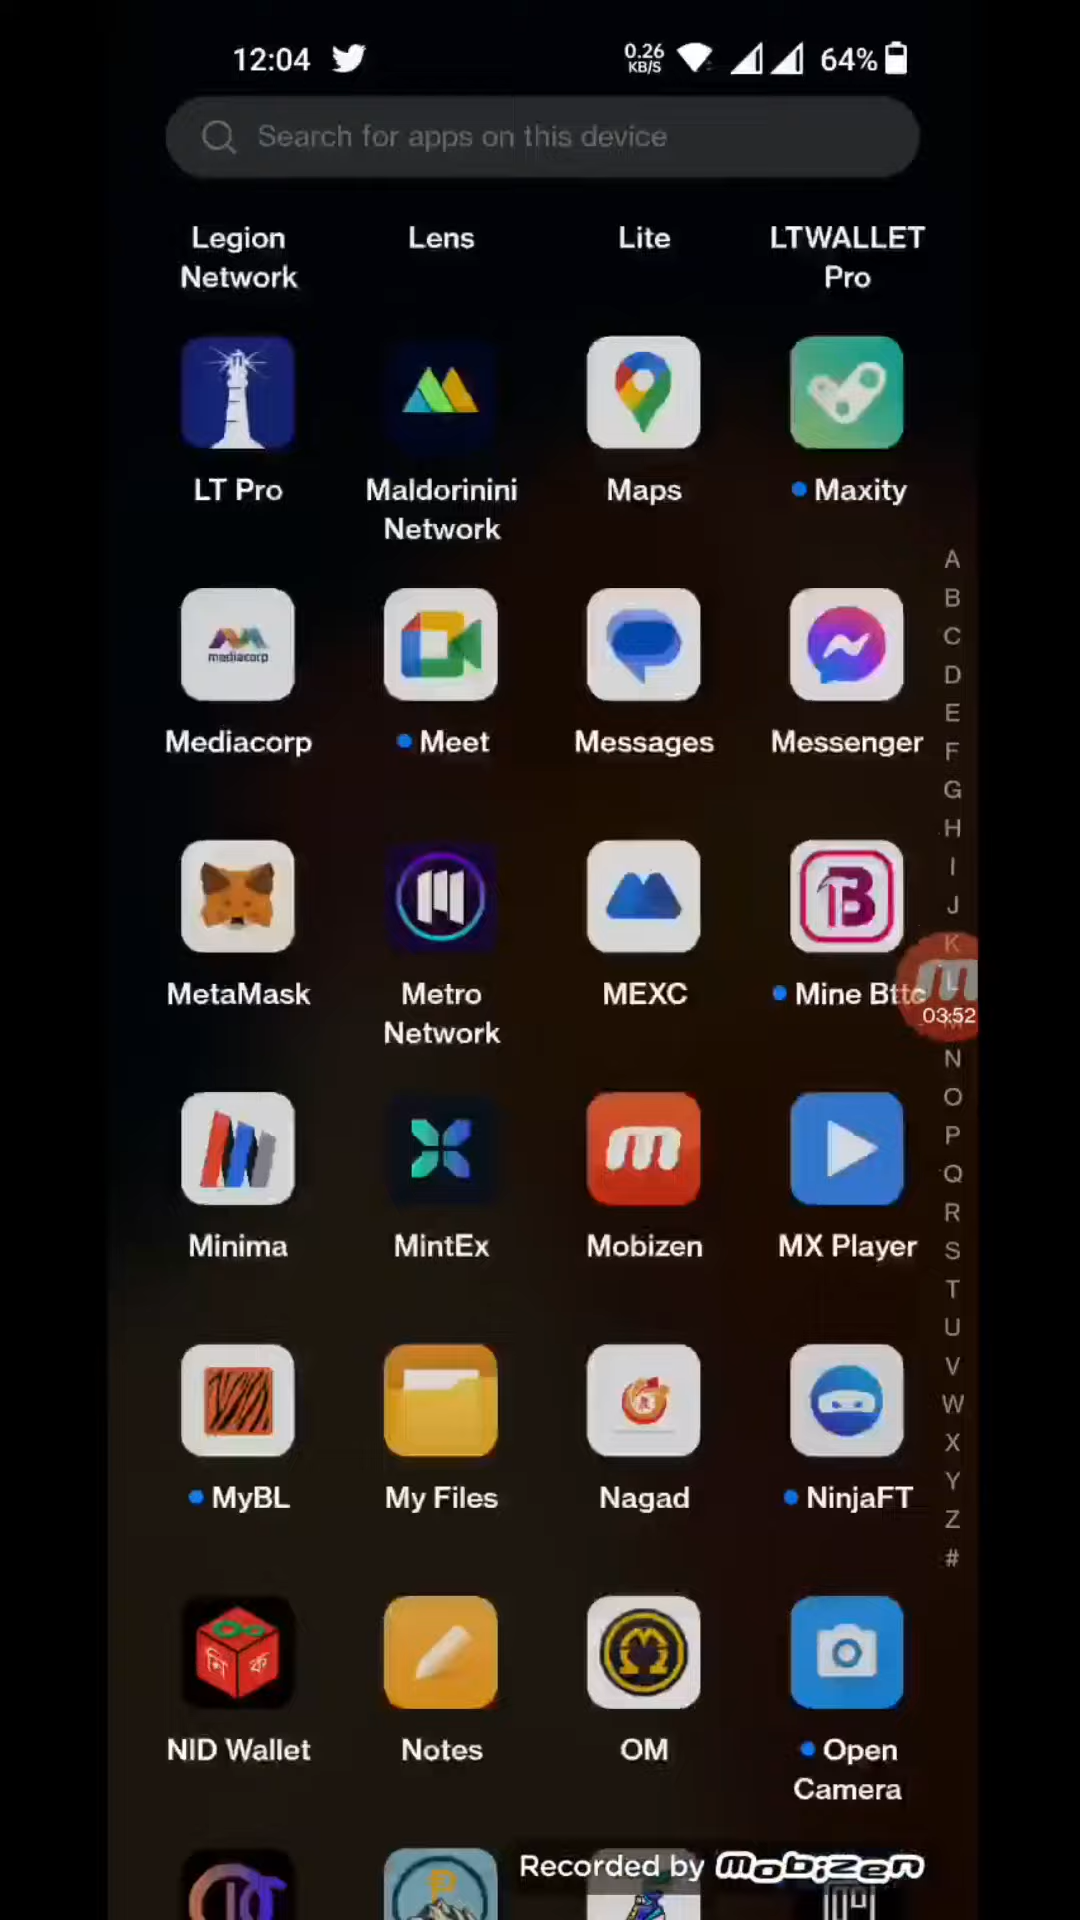 12:04 0.26 KB/S 64%
Search for apps on this device
Legion Network
Lens
Lite
LTWALLET Pro
LT Pro
Maldorinini Network
Maps
Maxity
mediacorp
Mediacorp
Meet
Messages
Messenger
MetaMask
Metro Network
MEXC
Mine Bttc
Minima
MintEx
Mobizen
MX Player
MyBL
My Files
Nagad
NinjaFT
NID Wallet
Notes
OM
Open Camera
A
B
C
D
E
F
G
H
I
J
K
L
03:52
N
O
P
Q
R
S
T
U
V
W
X
Y
Z
#
Recorded by mobizen